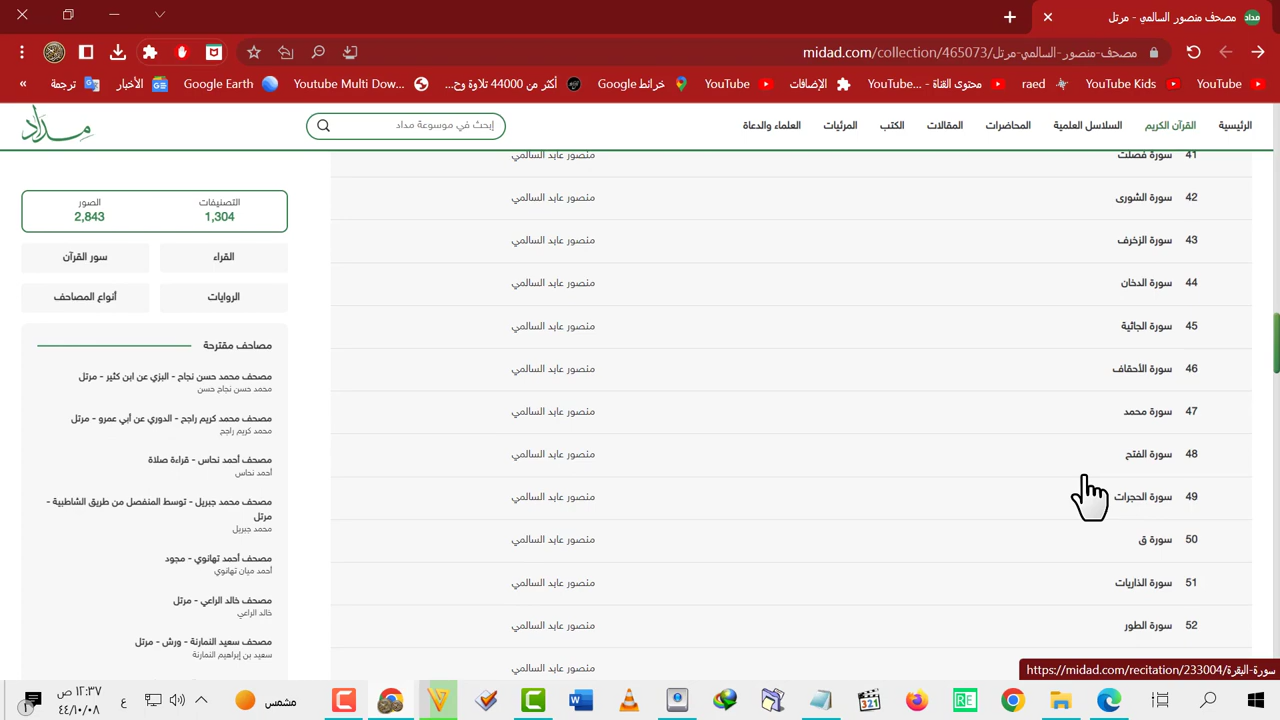 مصحف منصور السالمي - مرتل
midad.com/collection/465073/مصحف-منصور-السالمي-مرتل
YouTube
YouTube Kids
raed
محتوى القناة - YouTube...
الإضافات
YouTube
خرائط Google
أكثر من 44000 تلاوة وح...
Youtube Multi Dow...
Google Earth
الأخبار
ترجمة
»
مداد
إبحث في موسوعة مداد
الرئيسية
القرآن الكريم
السلاسل العلمية
المحاضرات
المقالات
الكتب
المرئيات
العلماء والدعاة
41 سورة فصلت منصور عابد السالمي
42 سورة الشورى منصور عابد السالمي
43 سورة الزخرف منصور عابد السالمي
44 سورة الدخان منصور عابد السالمي
45 سورة الجاثية منصور عابد السالمي
46 سورة الأحقاف منصور عابد السالمي
47 سورة محمد منصور عابد السالمي
48 سورة الفتح منصور عابد السالمي
49 سورة الحجرات منصور عابد السالمي
50 سورة ق منصور عابد السالمي
51 سورة الذاريات منصور عابد السالمي
52 سورة الطور منصور عابد السالمي
منصور عابد السالمي
التصنيفات الصور
1,304 2,843
القراء سور القرآن
الروايات أنواع المصاحف
مصاحف مقترحة
مصحف محمد حسن نجاح - البزي عن ابن كثير - مرتل
محمد حسن نجاح حسن
مصحف محمد كريم راجح - الدوري عن أبي عمرو - مرتل
محمد كريم راجح
مصحف أحمد نحاس - قراءة صلاة
أحمد نحاس
مصحف محمد جبريل - توسط المنفصل من طريق الشاطبية -
مرتل
محمد جبريل
مصحف أحمد تهانوي - مجود
أحمد ميان تهانوي
مصحف خالد الراعي - مرتل
خالد الراعي
مصحف سعيد النمارنة - ورش - مرتل
سعيد بن إبراهيم النمارنة
https://midad.com/recitation/233004/سورة-البقرة
مشمس
ع
١٢:٣٧ ص
٤٤/١٠/٠٨